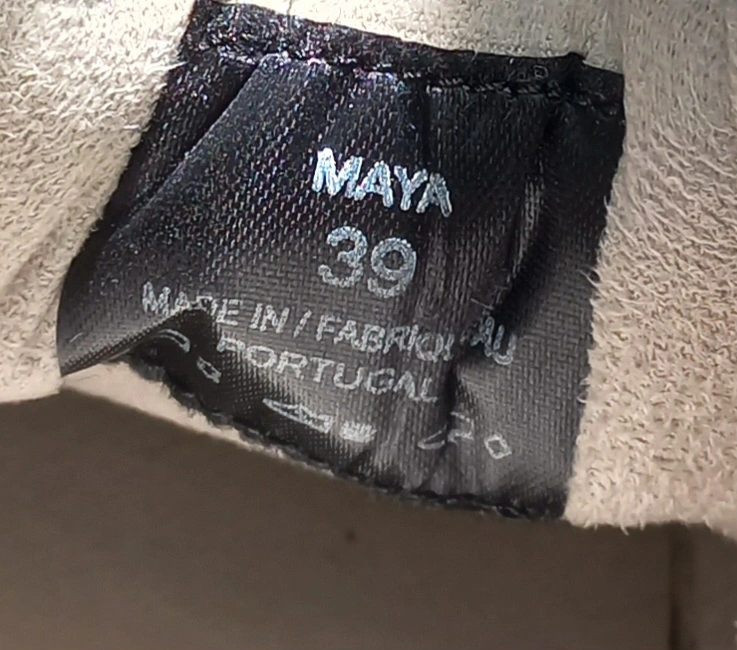 MAYA
39
MADE IN / FABRIQUÉ AU
PORTUGAL